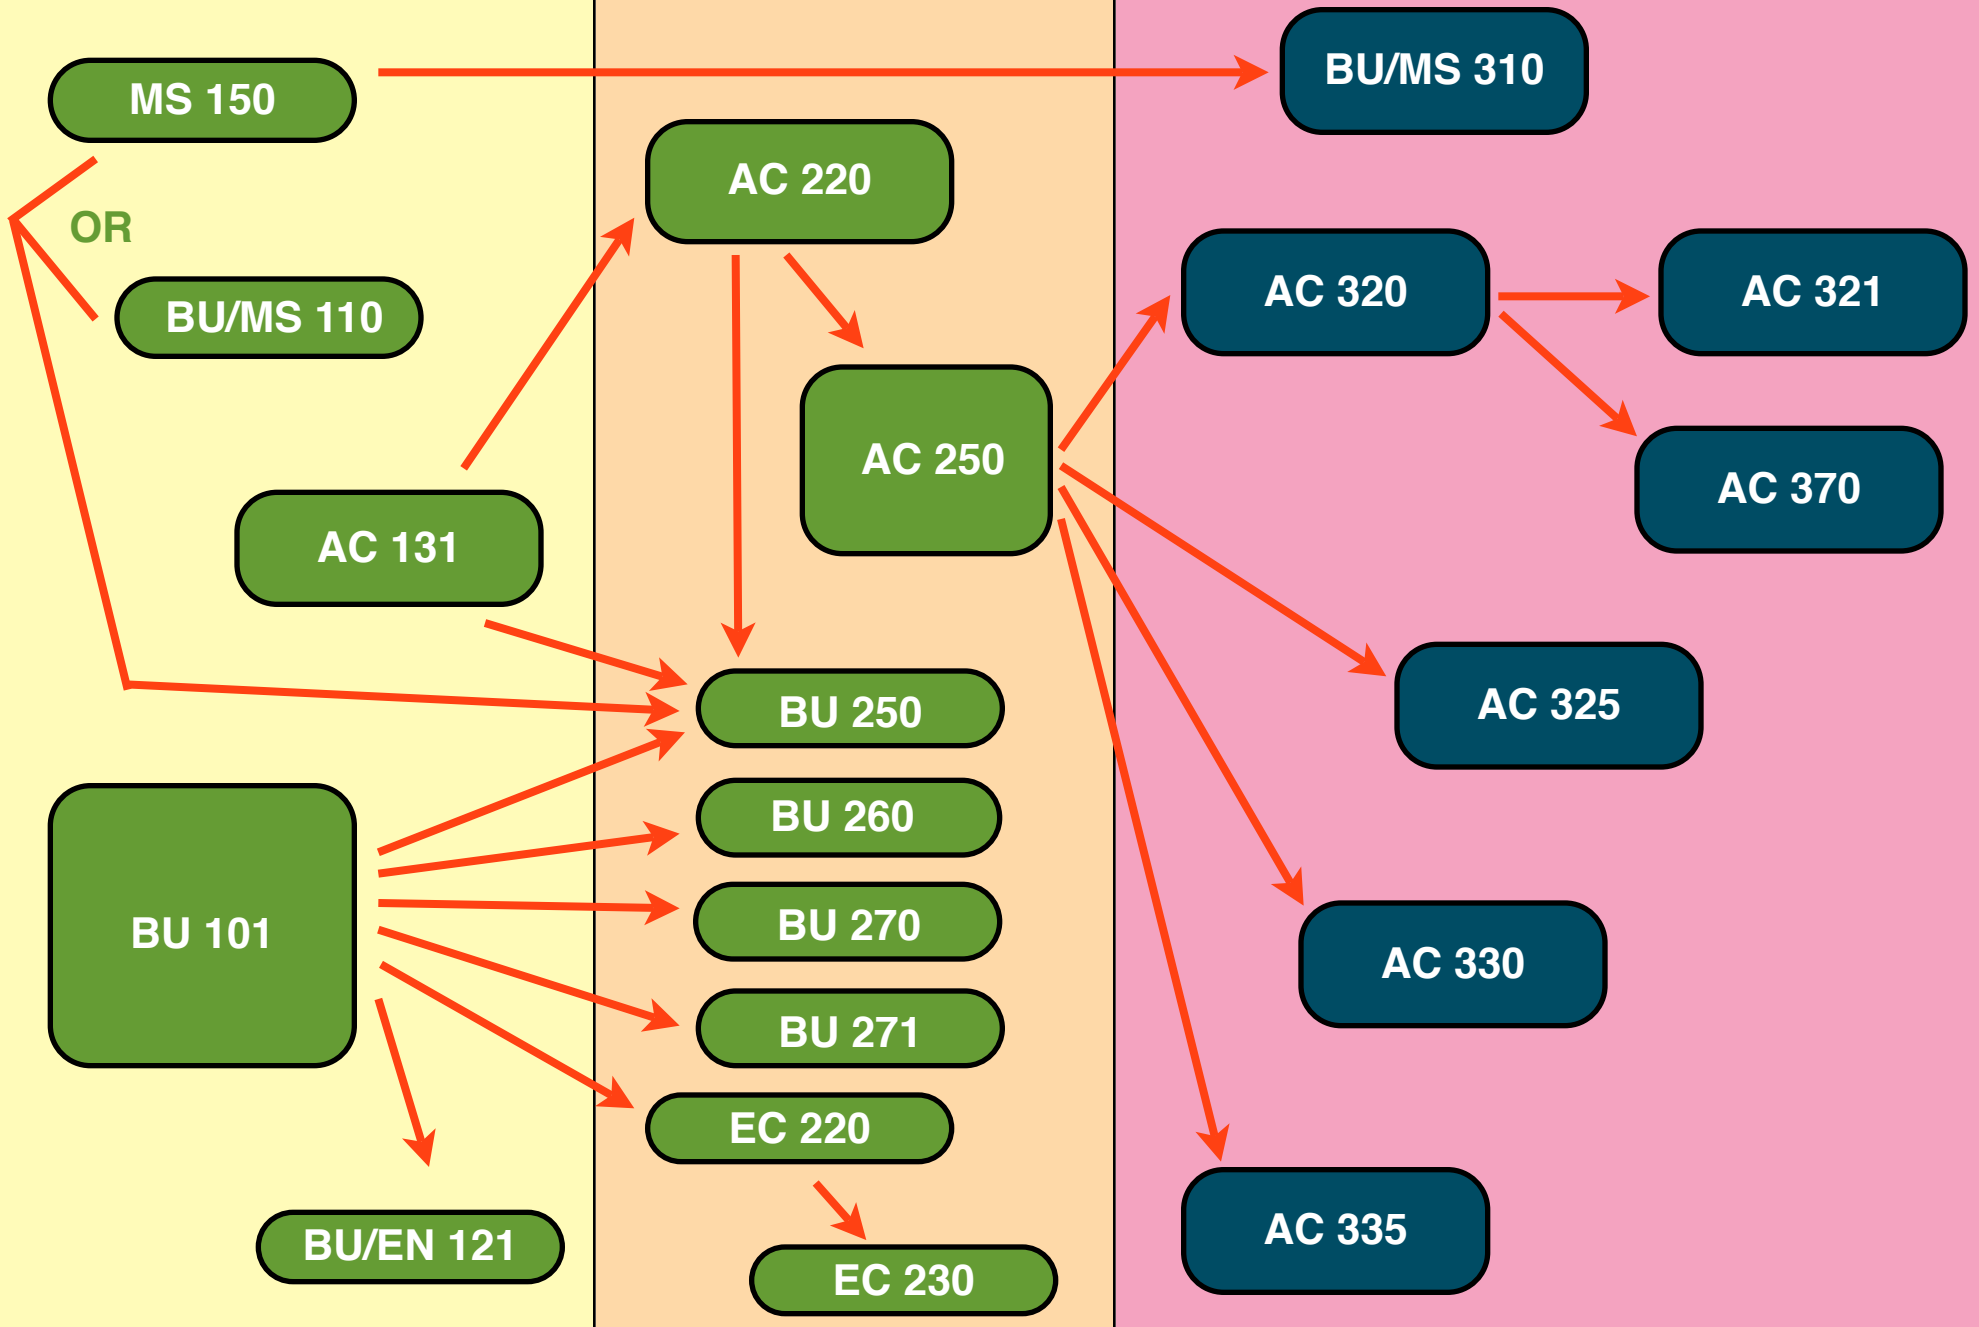 MS 150
OR
BU/MS 110
AC 131
BU 101
BU/EN 121
AC 220
AC 250
BU 250
BU 260
BU 270
BU 271
EC 220
EC 230
BU/MS 310
AC 320
AC 321
AC 370
AC 325
AC 330
AC 335